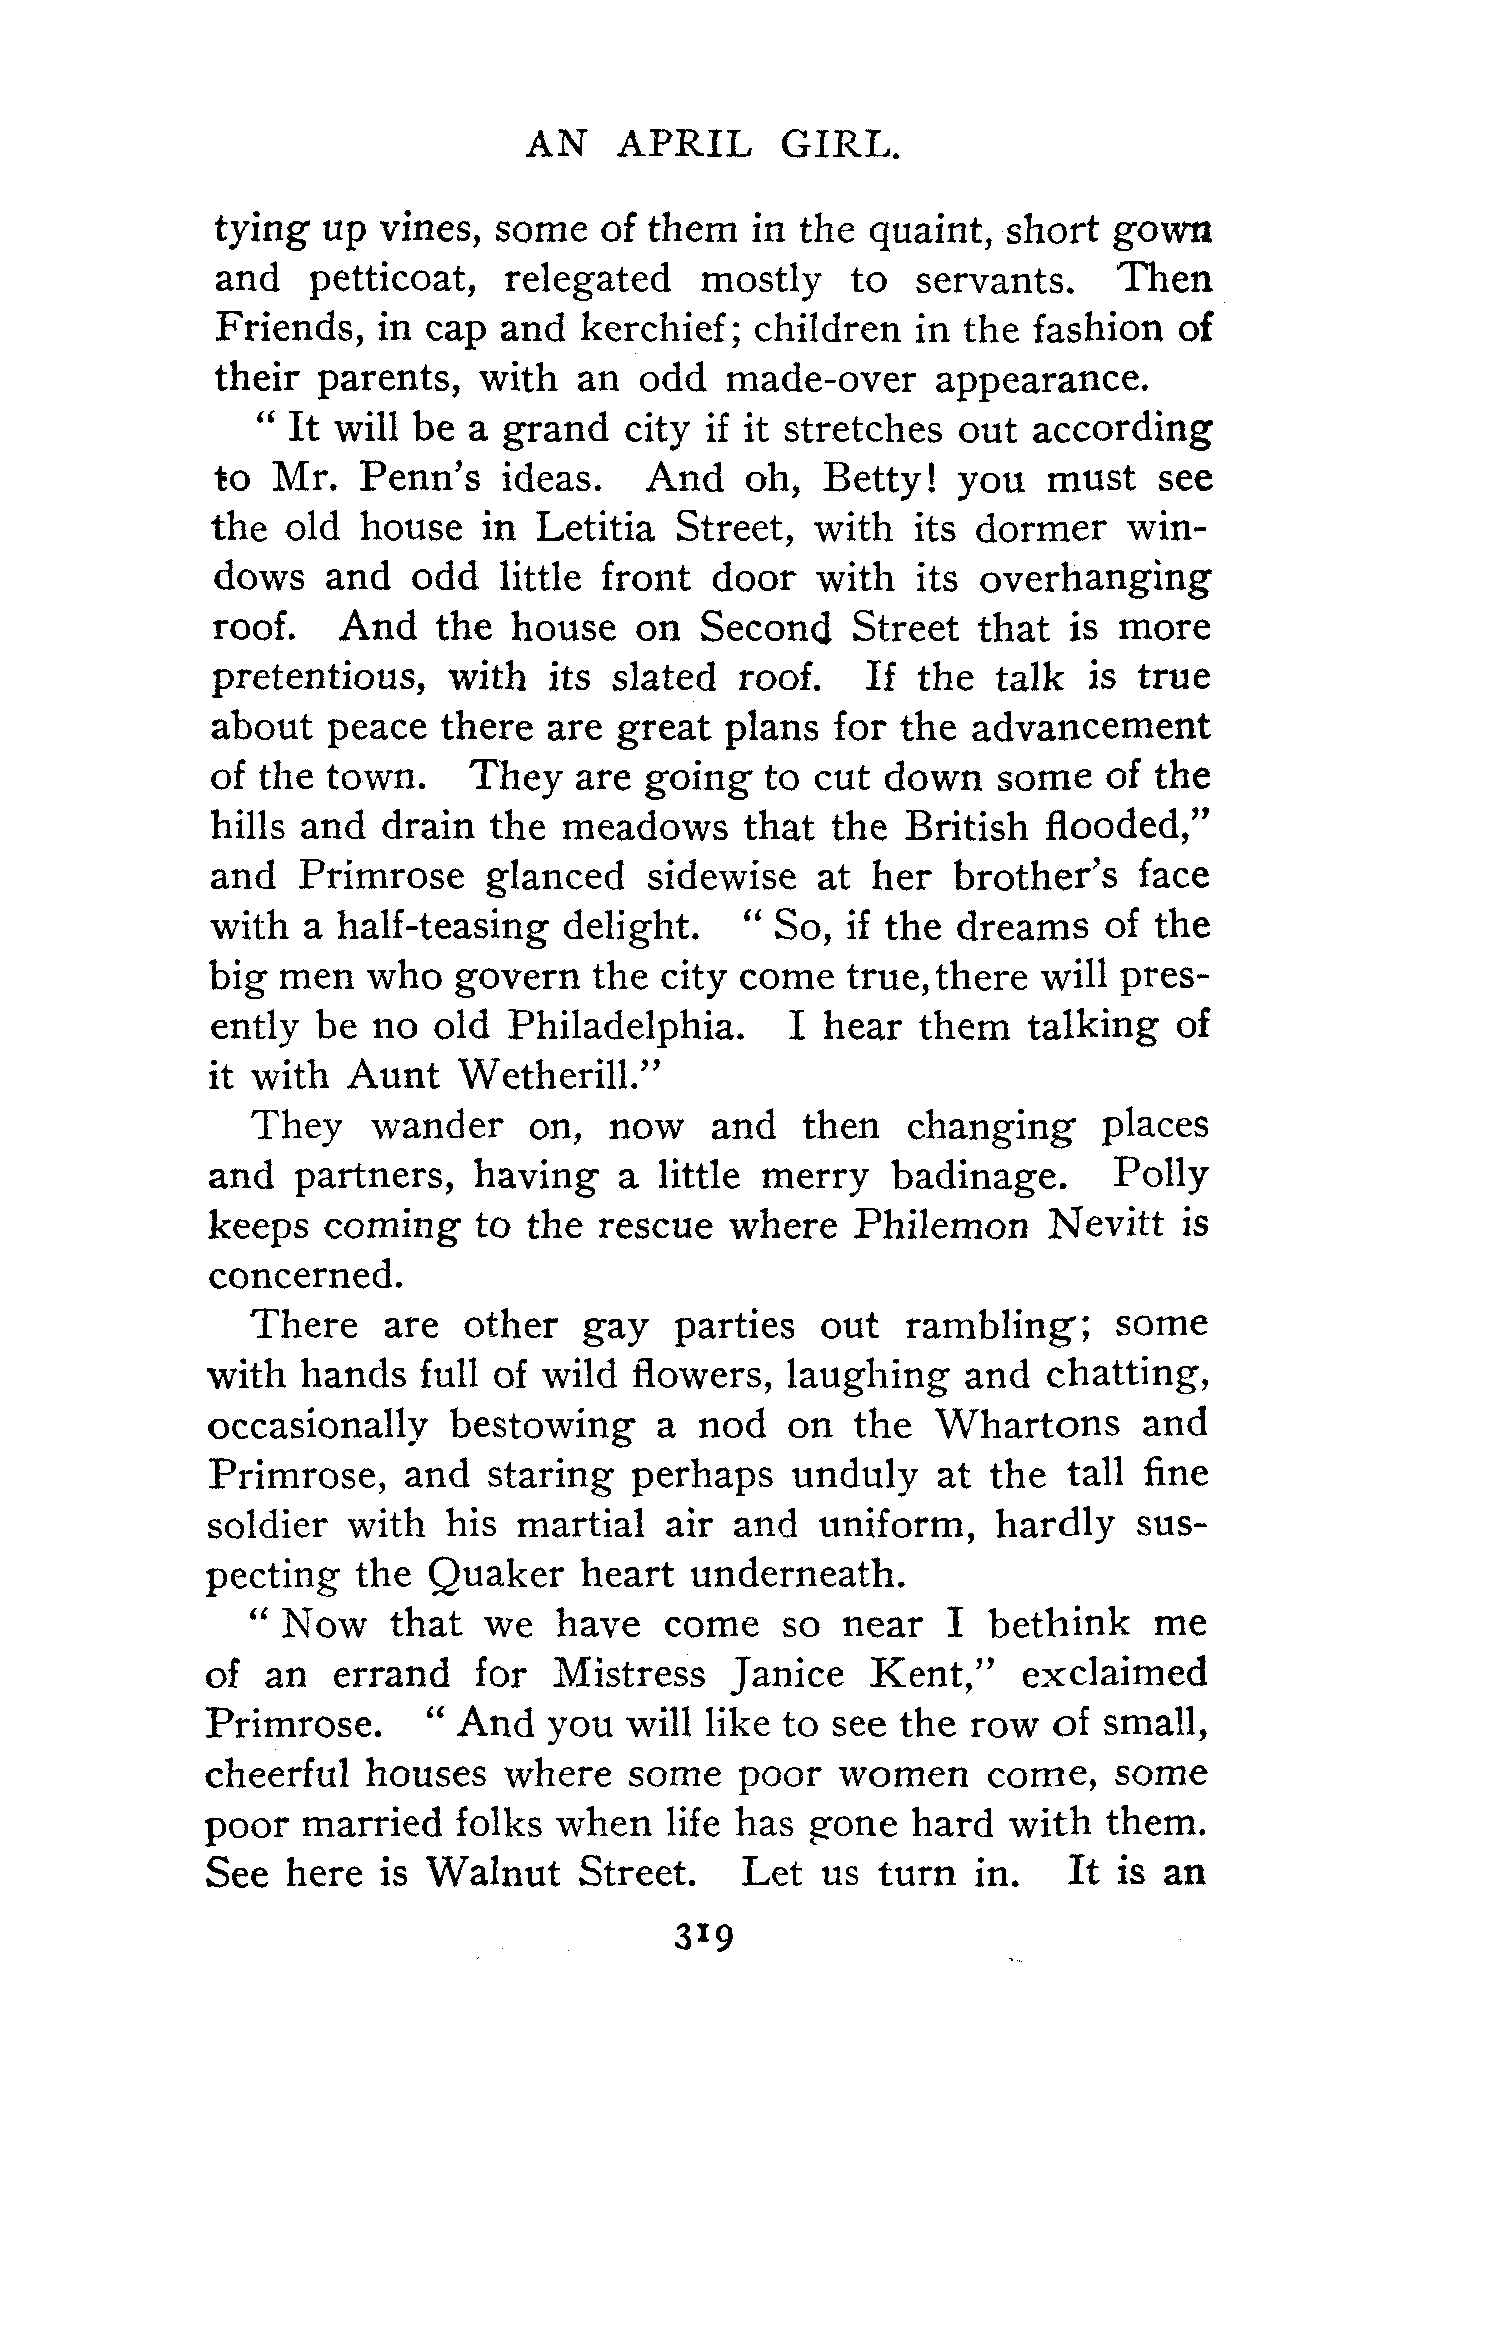 AN APRIL GIRL.
tying up vines, some of them in the quaint, short gown
and petticoat, relegated mostly to servants. Then
Friends, in cap and kerchief; children in the fashion of
their parents, with an odd made-over appearance.
“ It will be a grand city if it stretches out according
to Mr. Penn’s ideas. And oh, Betty! you must see
the old house in Letitia Street, with its dormer win-
dows and odd little front door with its overhanging
roof. And the house on Second Street that is more
pretentious, with its slated roof. If the talk is true
about peace there are great plans for the advancement
of the town. They are going to cut down some of the
hills and drain the meadows that the British flooded,”
and Primrose glanced sidewise at her brother’s face
with a half-teasing delight. “ So, if the dreams of the
big men who govern the city come true, there will pres-
ently be no old Philadelphia. I hear them talking of
it with Aunt Wetherill.”
They wander on, now and then changing places
and partners, having a little merry badinage. Polly
keeps coming to the rescue where Philemon Nevitt is
concerned.
There are other gay parties out rambling; some
with hands full of wild flowers, laughing and chatting,
occasionally bestowing a nod on the Whartons and
Primrose, and staring perhaps unduly at the tall fine
soldier with his martial air and uniform, hardly sus-
pecting the Quaker heart underneath.
“ Now that we have come so near I bethink me
of an errand for Mistress Janice Kent,” exclaimed
Primrose. “ And you will like to see the row of small,
cheerful houses where some poor women come, some
poor married folks when life has gone hard with them.
See here is Walnut Street. Let us turn in. It is an
319